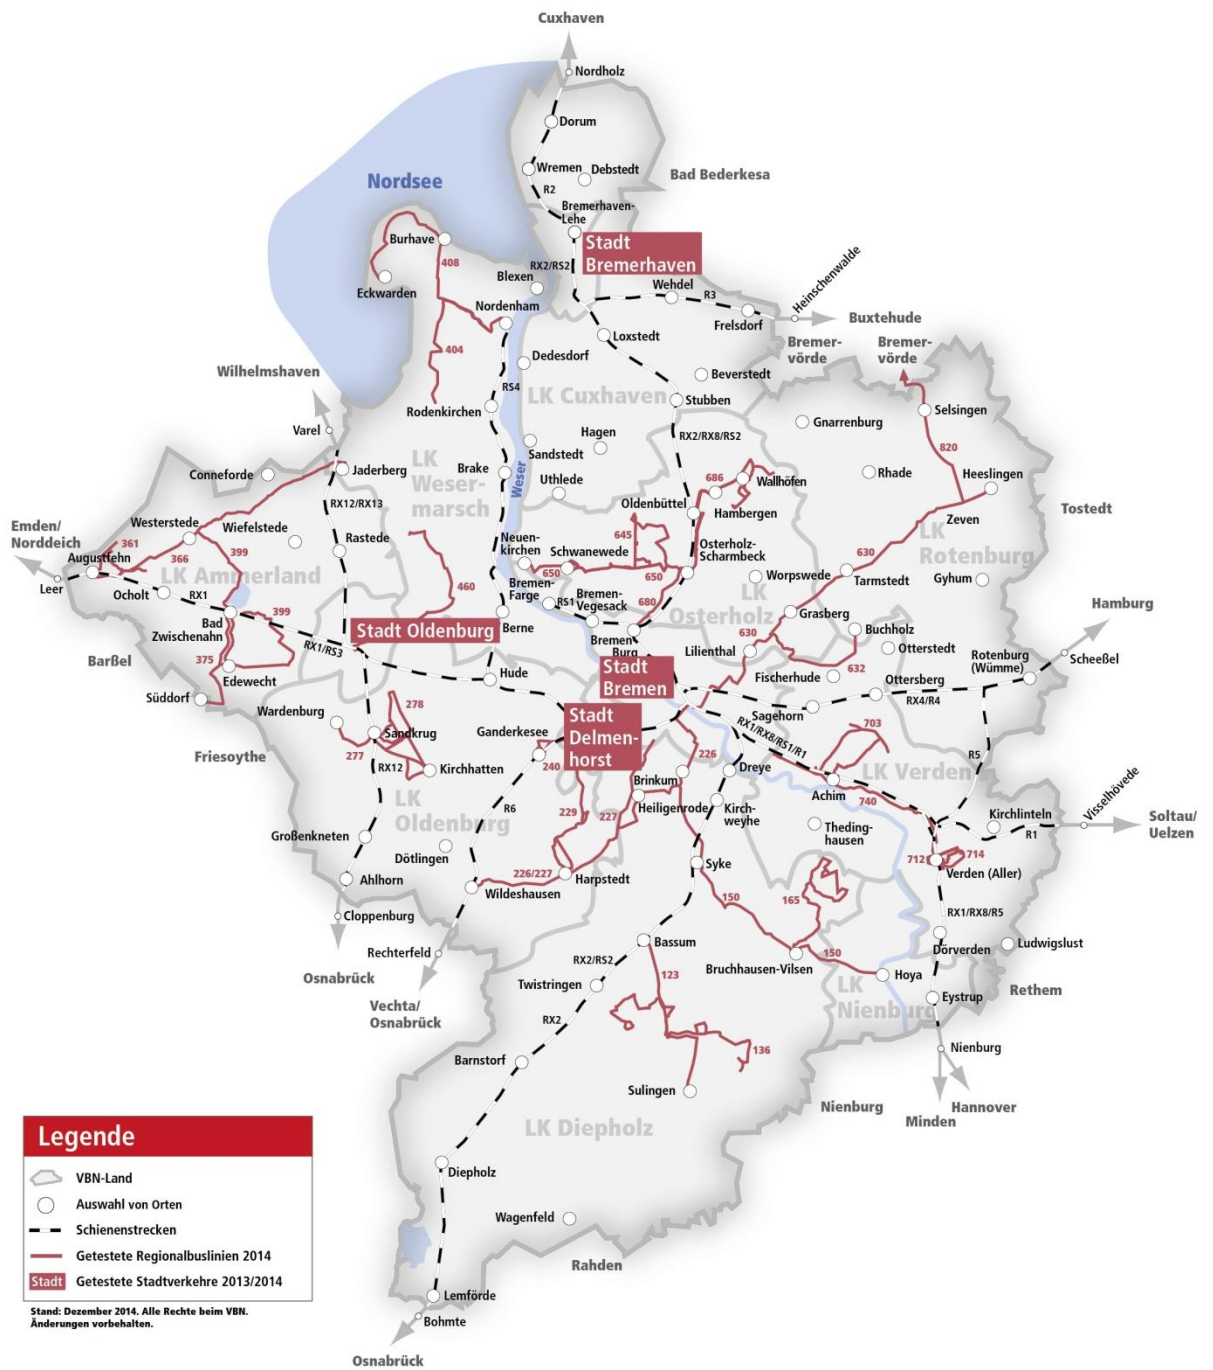 Cuxhaven
Nordholz
Dorum
Wremen
Debstedt
R2
Bad Bederkesa
Nordsee
Bremerhaven-
Lehe
Burhave
Stadt
Bremerhaven
408
RX2/RS2
Blexen
Eckwarden
Wehdel
R3
Heinschenwalde
Nordenham
Frelsdorf
Buxtehude
Loxstedt
Bremer-
vörde
Bremer-
vörde
404
Dedesdorf
Wilhelmshaven
Beverstedt
RS4
LK Cuxhaven
Stubben
Rodenkirchen
Selsingen
Varel
Gnarrenburg
RX2/RX8/RS2
Hagen
Sandstedt
820
LK
Weser-
marsch
Jaderberg
Conneforde
Brake
Weser
Uthlede
686
Wallhöfen
Rhade
Heeslingen
RX12/RX13
Oldenbüttel
Hambergen
Tostedt
Westerstede
Wiefelstede
Zeven
Emden/
Norddeich
361
366
399
Augustfehn
Neuen-
kirchen
Schwanewede
645
Osterholz-
Scharmbeck
LK
Rotenburg
Rastede
630
LK Ammerland
650
650
Worpswede
Tarmstedt
Gyhum
Leer
Ocholt
RX1
460
Bremen-
Farge
RS1
Bremen-
Vegesack
680
LK
Osterholz
Hamburg
399
Grasberg
Bad
Zwischenahn
Stadt Oldenburg
Berne
Bremen
Burg
630
Buchholz
Barßel
RX1/RS3
Lilienthal
Otterstedt
Rotenburg
(Wümme)
Scheeßel
375
Edewecht
Hude
Stadt
Bremen
632
Fischerhude
Ottersberg
Süddorf
278
RX4/R4
Wardenburg
Stadt
Delmen-
horst
Sagehorn
Sandkrug
Ganderkesee
703
Friesoythe
277
RX12
Kirchhatten
240
226
RX1/RX8/RS1/R1
R5
Dreye
LK Verden
Brinkum
Achim
Visselhövede
LK
Oldenburg
R6
229
227
Heiligenrode
Kirch-
weyhe
740
Kirchlinteln
Soltau/
Uelzen
Großenkneten
Theding-
hausen
R1
Dötlingen
712
714
226/227
Harpstedt
Syke
Verden (Aller)
Ahlhorn
Wildeshausen
165
Cloppenburg
150
RX1/RX8/R5
Rechterfeld
Bassum
Dörverden
Ludwigslust
Osnabrück
RX2/RS2
Bruchhausen-Vilsen
150
Hoya
Twistringen
123
LK
Nienburg
Eystrup
Rethem
Vechta/
Osnabrück
RX2
Barnstorf
136
Nienburg
Sulingen
Nienburg
Hannover
Minden
Legende
LK Diepholz
VBN-Land
Diepholz
Auswahl von Orten
Wagenfeld
Schienenstrecken
Getestete Regionalbuslinien 2014
Rahden
Stadt Getestete Stadtverkehre 2013/2014
Lemförde
Stand: Dezember 2014. Alle Rechte beim VBN.
Änderungen vorbehalten.
Bohmte
Osnabrück